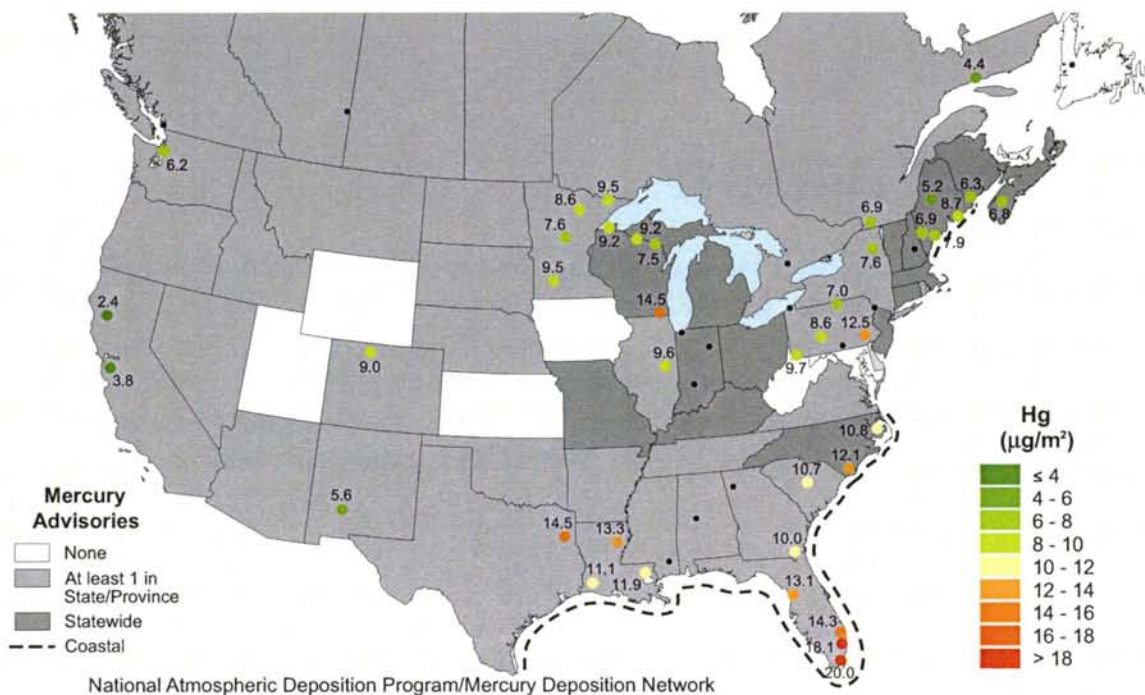 4.4
6.2
8.6
9.5
7.6
9.2
9.2
7.5
9.5
6.9
5.2
6.3
8.7
6.9
6.8
7.9
7.6
2.4
14.5
7.0
3.8
9.0
9.6
8.6
12.5
9.7
Hg
(µg/m²)
10.8
12.1
≤ 4
10.7
4 - 6
Mercury
Advisories
5.6
6 - 8
14.5
13.3
8 - 10
None
10.0
10 - 12
At least 1 in
State/Province
11.1
11.9
13.1
12 - 14
Statewide
14.3
14 - 16
Coastal
18.1
16 - 18
20.0
> 18
National Atmospheric Deposition Program/Mercury Deposition Network